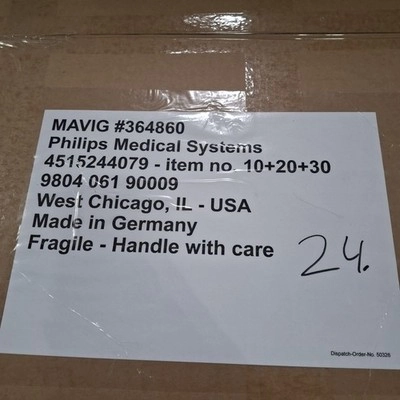 MAVIG #364860
Philips Medical Systems
4515244079 - item no. 10+20+30
9804 061 90009
West Chicago, IL - USA
Made in Germany
Fragile - Handle with care
24.
Dispatch-Order-No. 50326